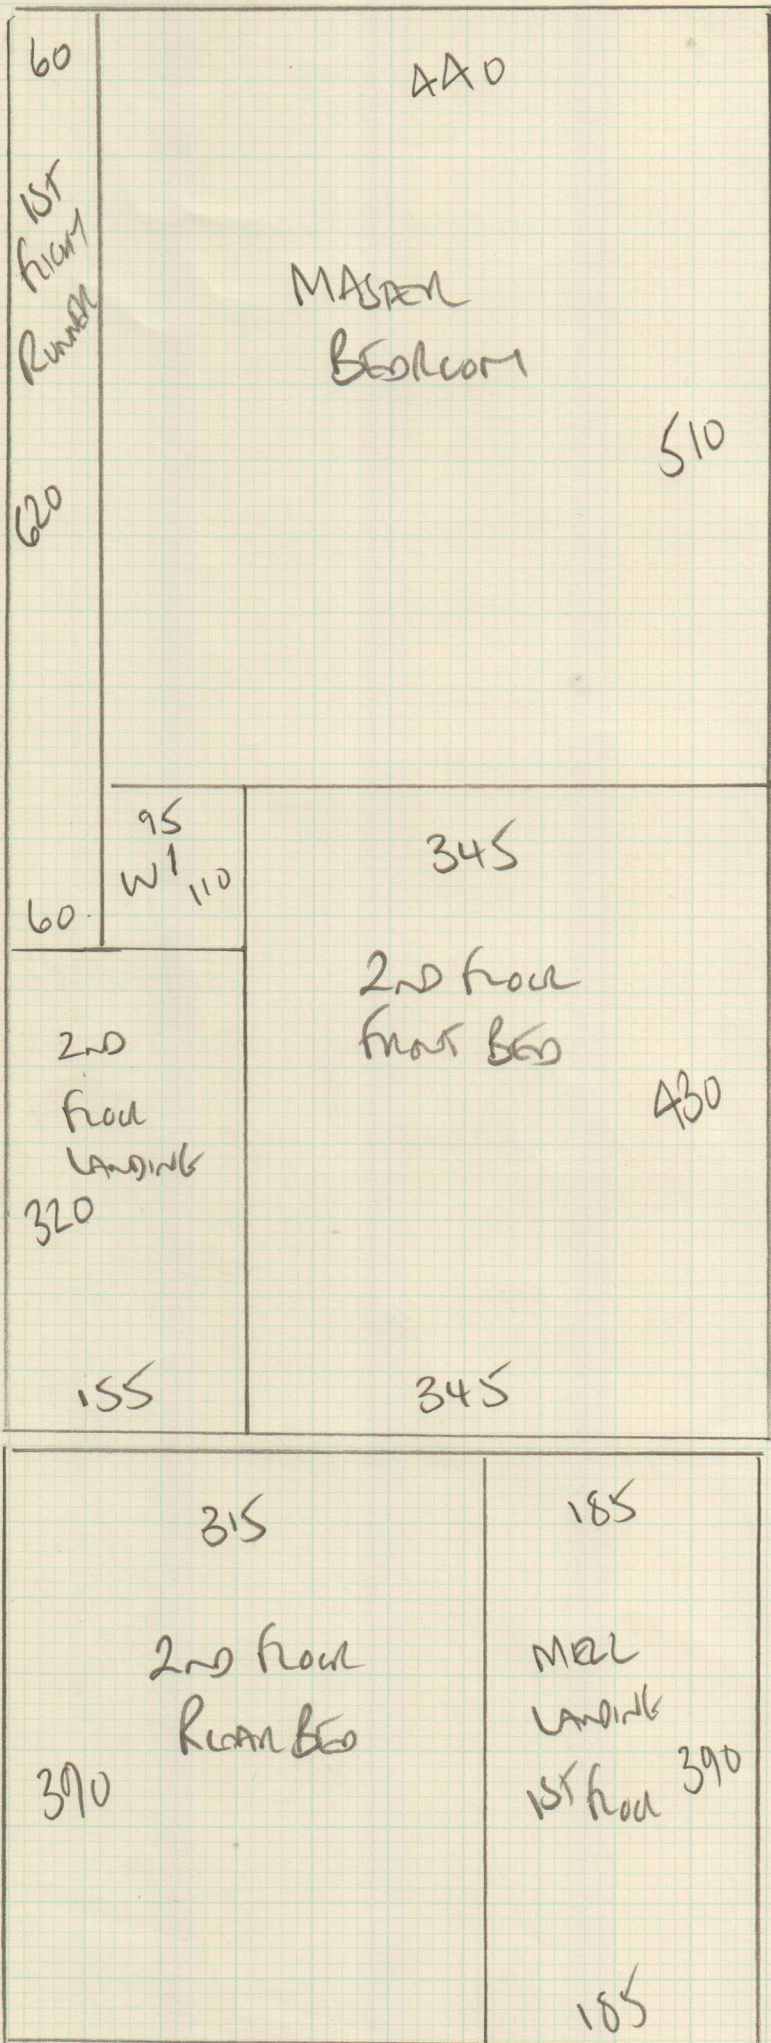 60
440
1ST
FLIGHT
RUNNER
MASTER
BEDROOM
510
620
95
W1
110
60
345
2ND FLOOR
FRONT BED
430
2ND
FLOOR
LANDING
320
155
345
315
185
2ND FLOOR
REAR BED
390
LANDING
1ST FLOOR
390
185